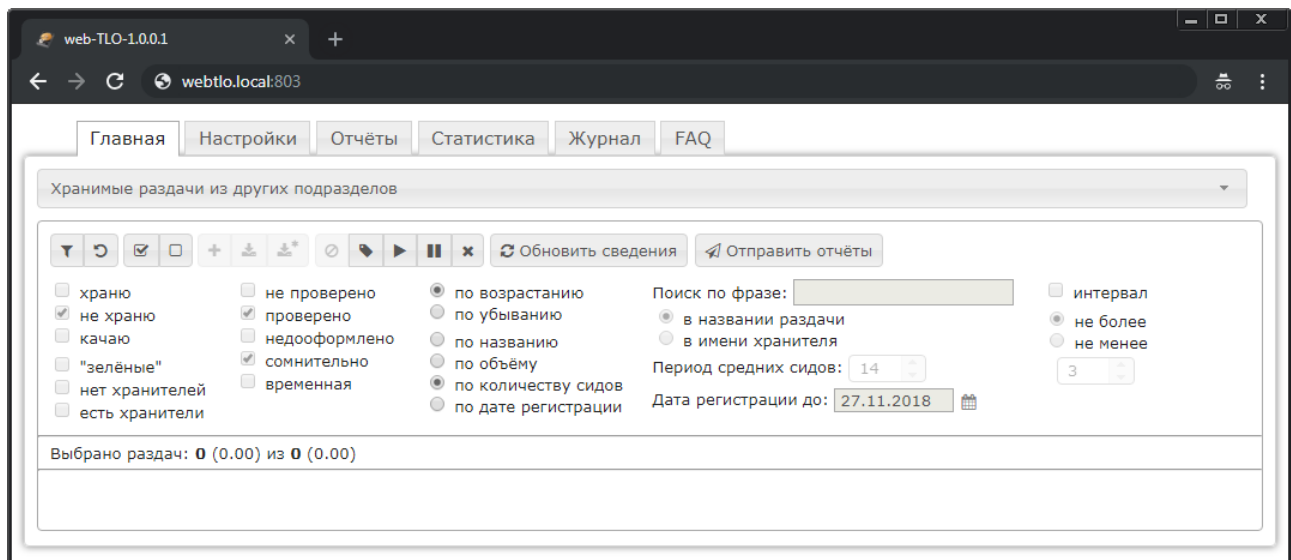 web-TLO-1.0.0.1
webtlo.local:803
Главная Настройки Отчёты Статистика Журнал FAQ
Хранимые раздачи из других подразделов
Обновить сведения Отправить отчёты
храню
не храню
качаю
"зелёные"
нет хранителей
есть хранители
не проверено
проверено
недооформлено
сомнительно
временная
по возрастанию
по убыванию
по названию
по объёму
по количеству сидов
по дате регистрации
Поиск по фразе:
в названии раздачи
в имени хранителя
Период средних сидов: 14
Дата регистрации до: 27.11.2018
интервал
не более
не менее
3
Выбрано раздач: 0 (0.00) из 0 (0.00)